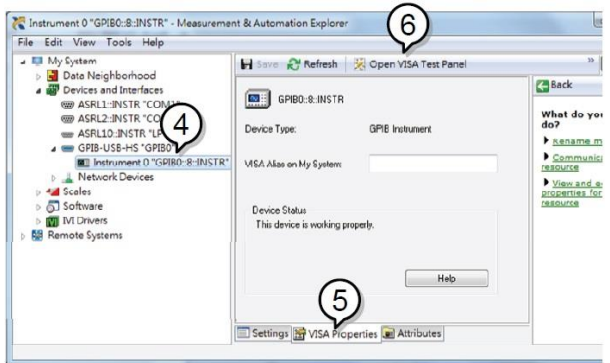 Instrument 0 "GPIB0::8::INSTR" - Measurement & Automation Explorer
6
File Edit View Tools Help
My System
Data Neighborhood
Devices and Interfaces
ASRL1::INSTR "COM1"
ASRL2::INSTR "COM
ASRL10::INSTR "LP
GPIB-USB-HS "GPIB0"
Instrument 0 "GPIB0::8::INSTR"
Network Devices
Scales
Software
IVI Drivers
Remote Systems
4
Save Refresh Open VISA Test Panel »
GPIB0::8::INSTR
Device Type: GPIB Instrument
VISA Alias on My System:
Device Status
This device is working properly.
Help
5
Settings VISA Properties Attributes
Back
What do you
do?
Rename m
Communica
resource
View and e
properties for
resource